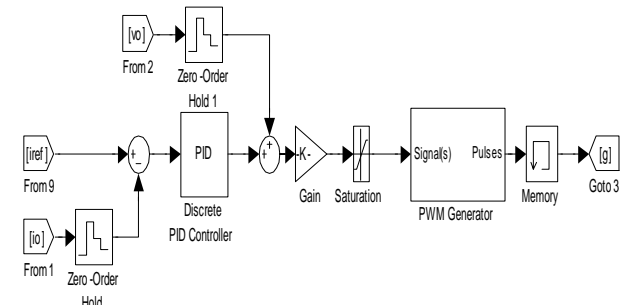 [vo]
From 2
Zero -Order
Hold 1
[iref]
From 9
+
−
PID
Discrete
PID Controller
+
+
-K-
Gain
Saturation
Signal(s)
Pulses
PWM Generator
Memory
[g]
Goto 3
[io]
From 1
Zero -Order
Hold